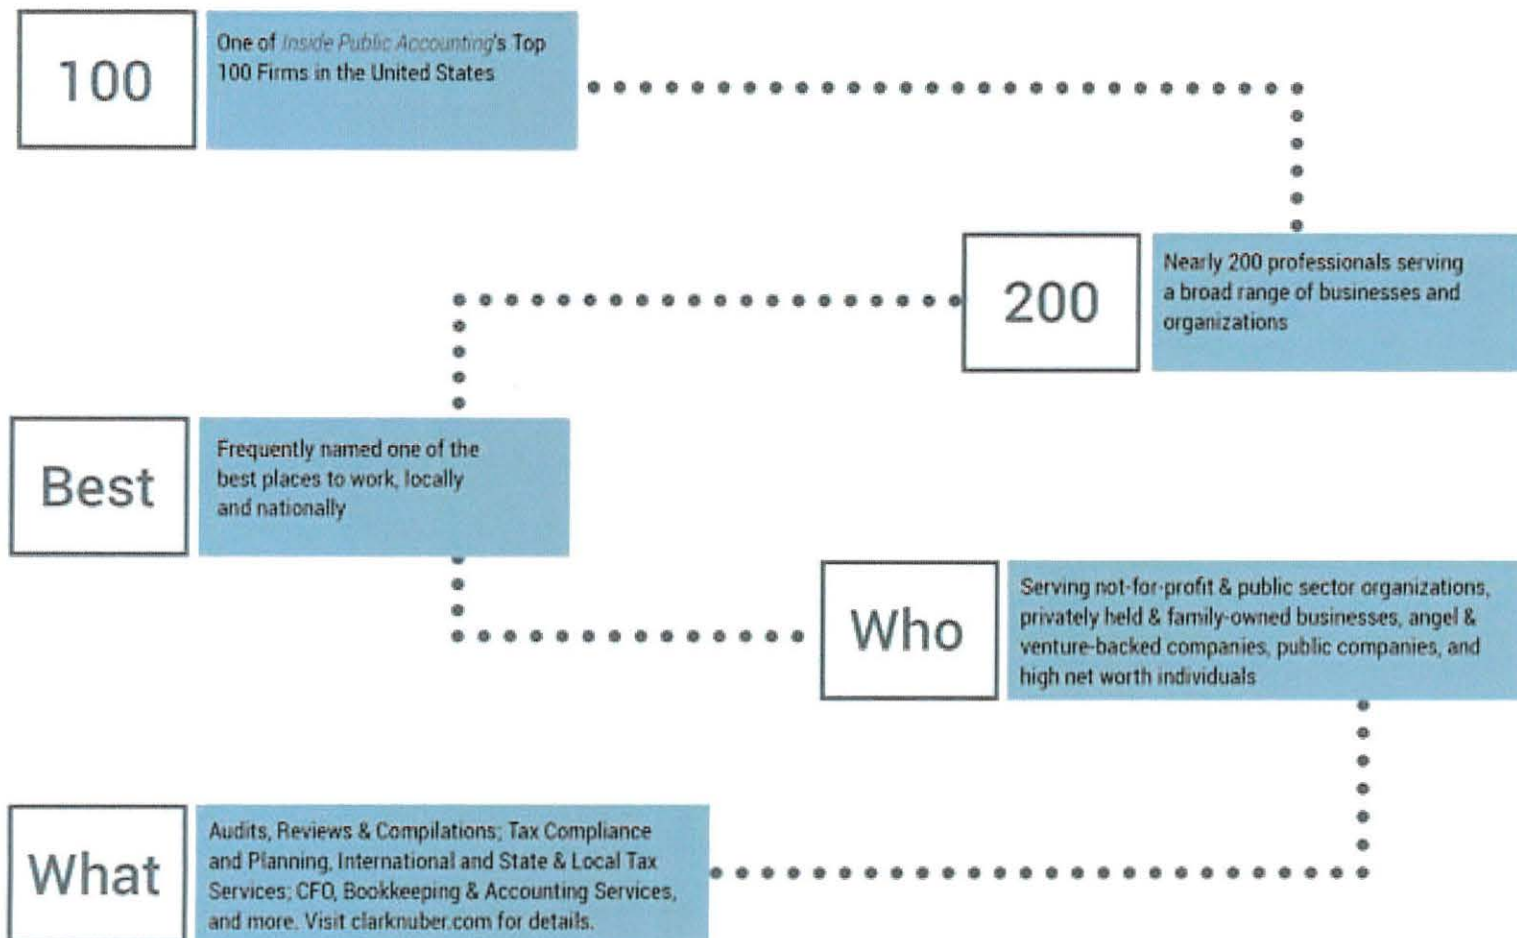 100
One of Inside Public Accounting's Top
100 Firms in the United States
200
Nearly 200 professionals serving
a broad range of businesses and
organizations
Best
Frequently named one of the
best places to work, locally
and nationally
Who
Serving not-for-profit & public sector organizations,
privately held & family-owned businesses, angel &
venture-backed companies, public companies, and
high net worth individuals
What
Audits, Reviews & Compilations; Tax Compliance
and Planning, International and State & Local Tax
Services; CFO, Bookkeeping & Accounting Services,
and more. Visit clarknuber.com for details.